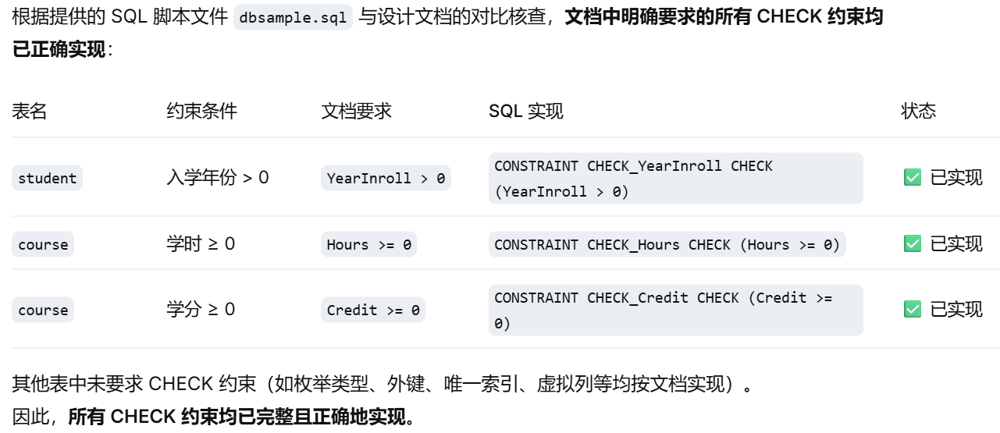 根据提供的 SQL 脚本文件 dbsample.sql 与设计文档的对比核查，文档中明确要求的所有 CHECK 约束均
已正确实现：
表名 约束条件 文档要求 SQL 实现 状态
student 入学年份 > 0 YearInroll > 0 CONSTRAINT CHECK_YearInroll CHECK
(YearInroll > 0) ✅ 已实现
course 学时 ≥ 0 Hours >= 0 CONSTRAINT CHECK_Hours CHECK (Hours >= 0) ✅ 已实现
course 学分 ≥ 0 Credit >= 0 CONSTRAINT CHECK_Credit CHECK (Credit >=
0) ✅ 已实现
其他表中未要求 CHECK 约束（如枚举类型、外键、唯一索引、虚拟列等均按文档实现）。
因此，所有 CHECK 约束均已完整且正确地实现。